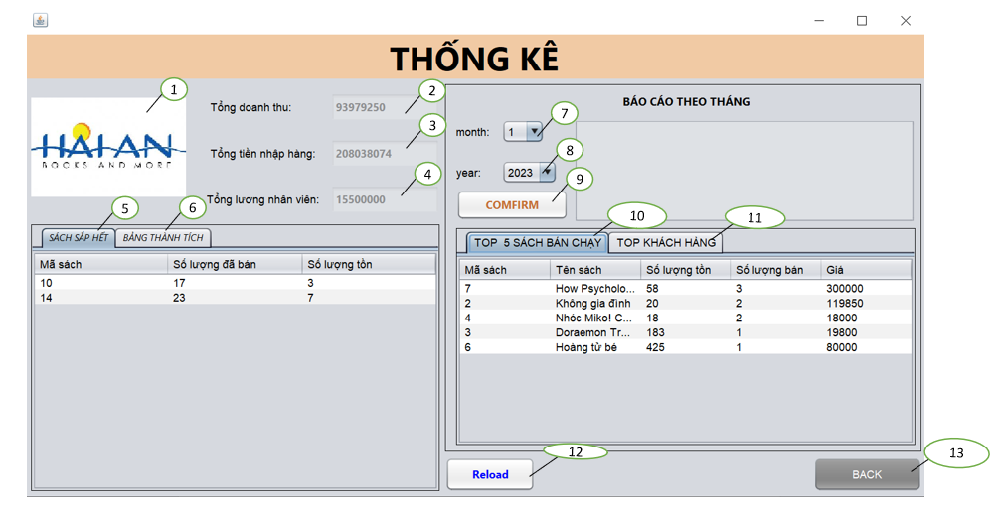 THỐNG KÊ
1
HAIAN
BOOKS AND MORE
Tổng doanh thu: 93979250 2
Tổng tiền nhập hàng: 208038074 3
Tổng lương nhân viên: 15500000 4
5 6
SÁCH SẮP HẾT BẢNG THÀNH TÍCH
Mã sách Số lượng đã bán Số lượng tồn
10 17 3
14 23 7
BÁO CÁO THEO THÁNG
month: 1 7
year: 2023 8
COMFIRM 9
10 11
TOP 5 SÁCH BÁN CHẠY TOP KHÁCH HÀNG
Mã sách Tên sách Số lượng tồn Số lượng bán Giá
7 How Psycholo... 58 3 300000
2 Không gia đình 20 2 119850
4 Nhóc Miko! C... 18 2 18000
3 Doraemon Tr... 183 1 19800
6 Hoàng tử bé 425 1 80000
Reload 12
BACK 13